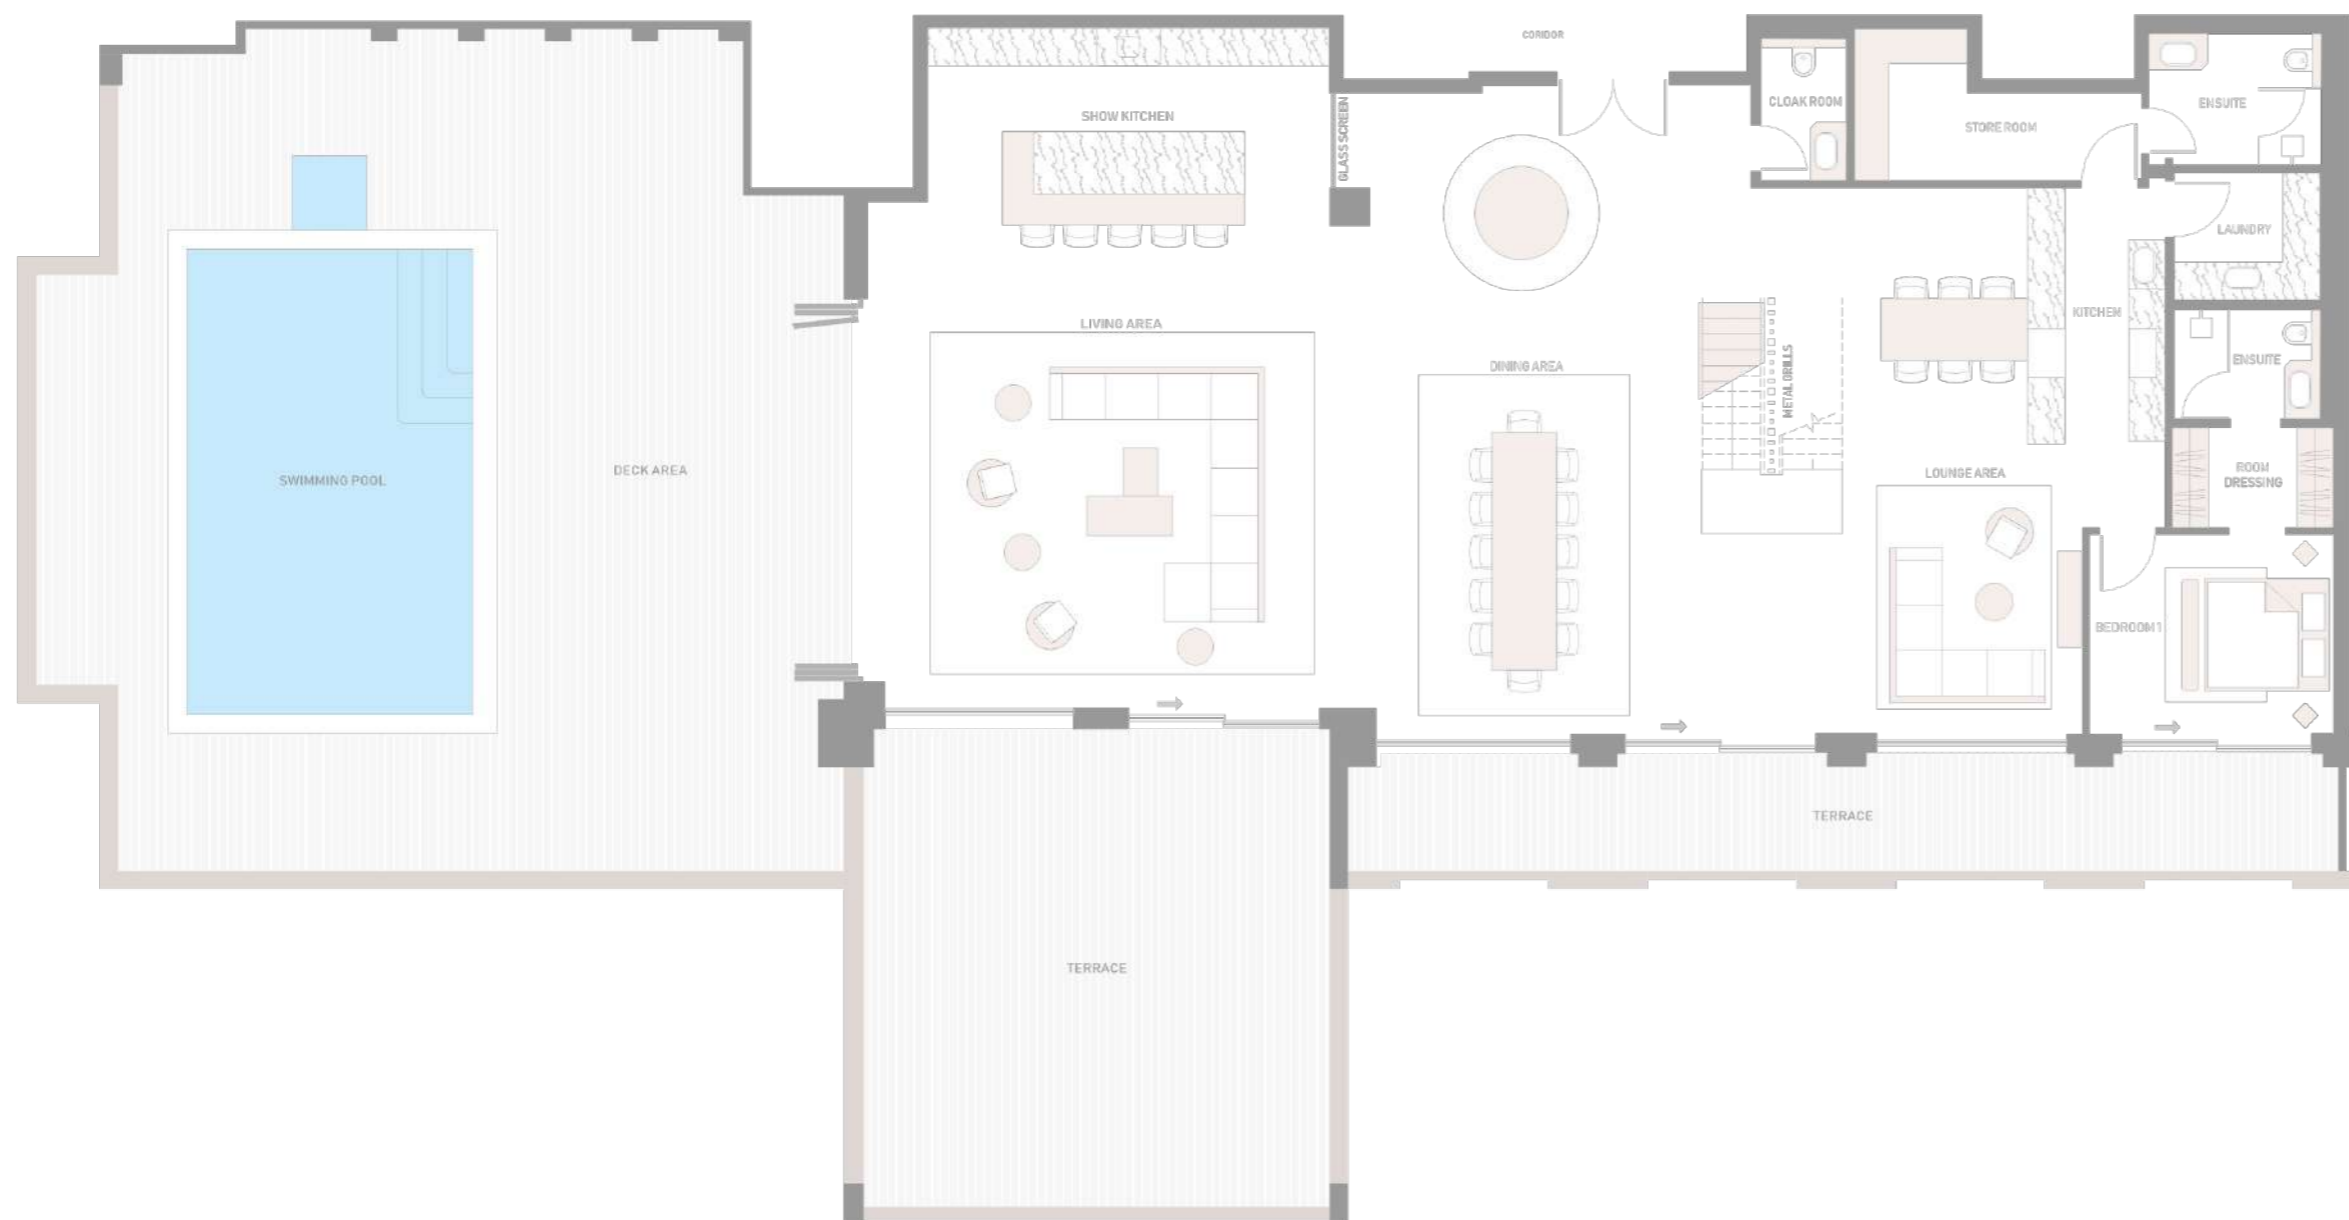 CORIDOR
CLOAK ROOM
ENSUITE
SHOW KITCHEN
GLASS SCREEN
STORE ROOM
LAUNDRY
KITCHEN
LIVING AREA
DINING AREA
METAL GRILLS
ENSUITE
DECK AREA
SWIMMING POOL
LOUNGE AREA
ROOM
DRESSING
BEDROOM 1
TERRACE
TERRACE